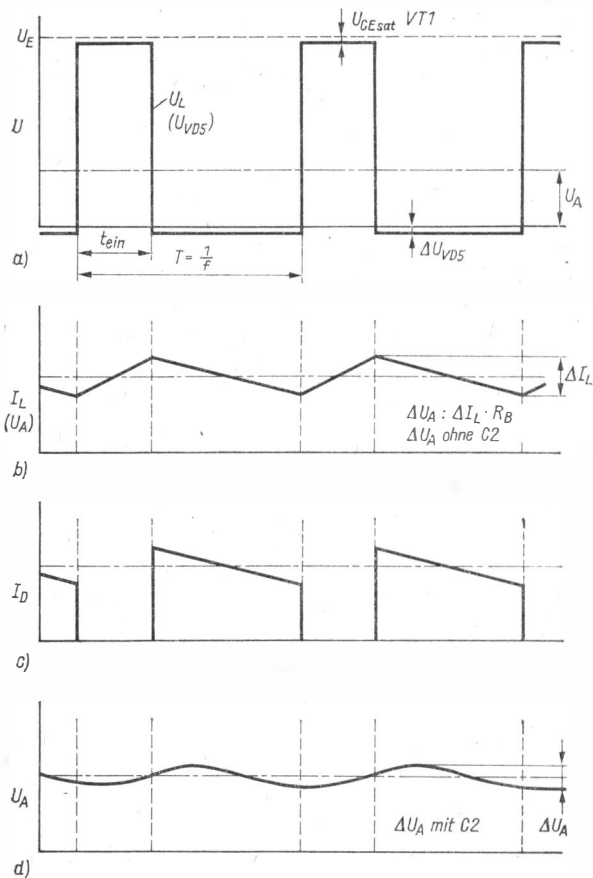 U_E
U_CEsat VT1
U
U_L
(U_VD5)
U_A
t_ein
T = 1/f
ΔU_VD5
a)
I_L
(U_A)
ΔI_L
ΔU_A : ΔI_L · R_B
ΔU_A ohne C2
b)
I_D
c)
U_A
ΔU_A mit C2
ΔU_A
d)